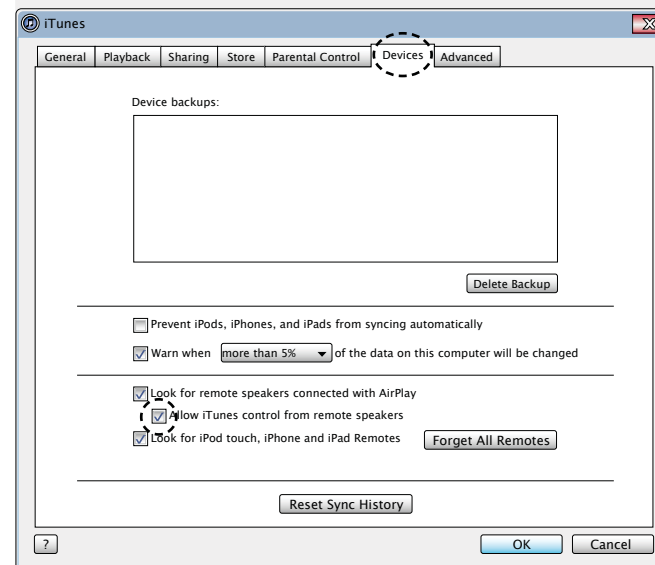 iTunes
General Playback Sharing Store Parental Control Devices Advanced
Device backups:
Delete Backup
Prevent iPods, iPhones, and iPads from syncing automatically
Warn when more than 5% of the data on this computer will be changed
Look for remote speakers connected with AirPlay
Allow iTunes control from remote speakers
Look for iPod touch, iPhone and iPad Remotes Forget All Remotes
Reset Sync History
? OK Cancel